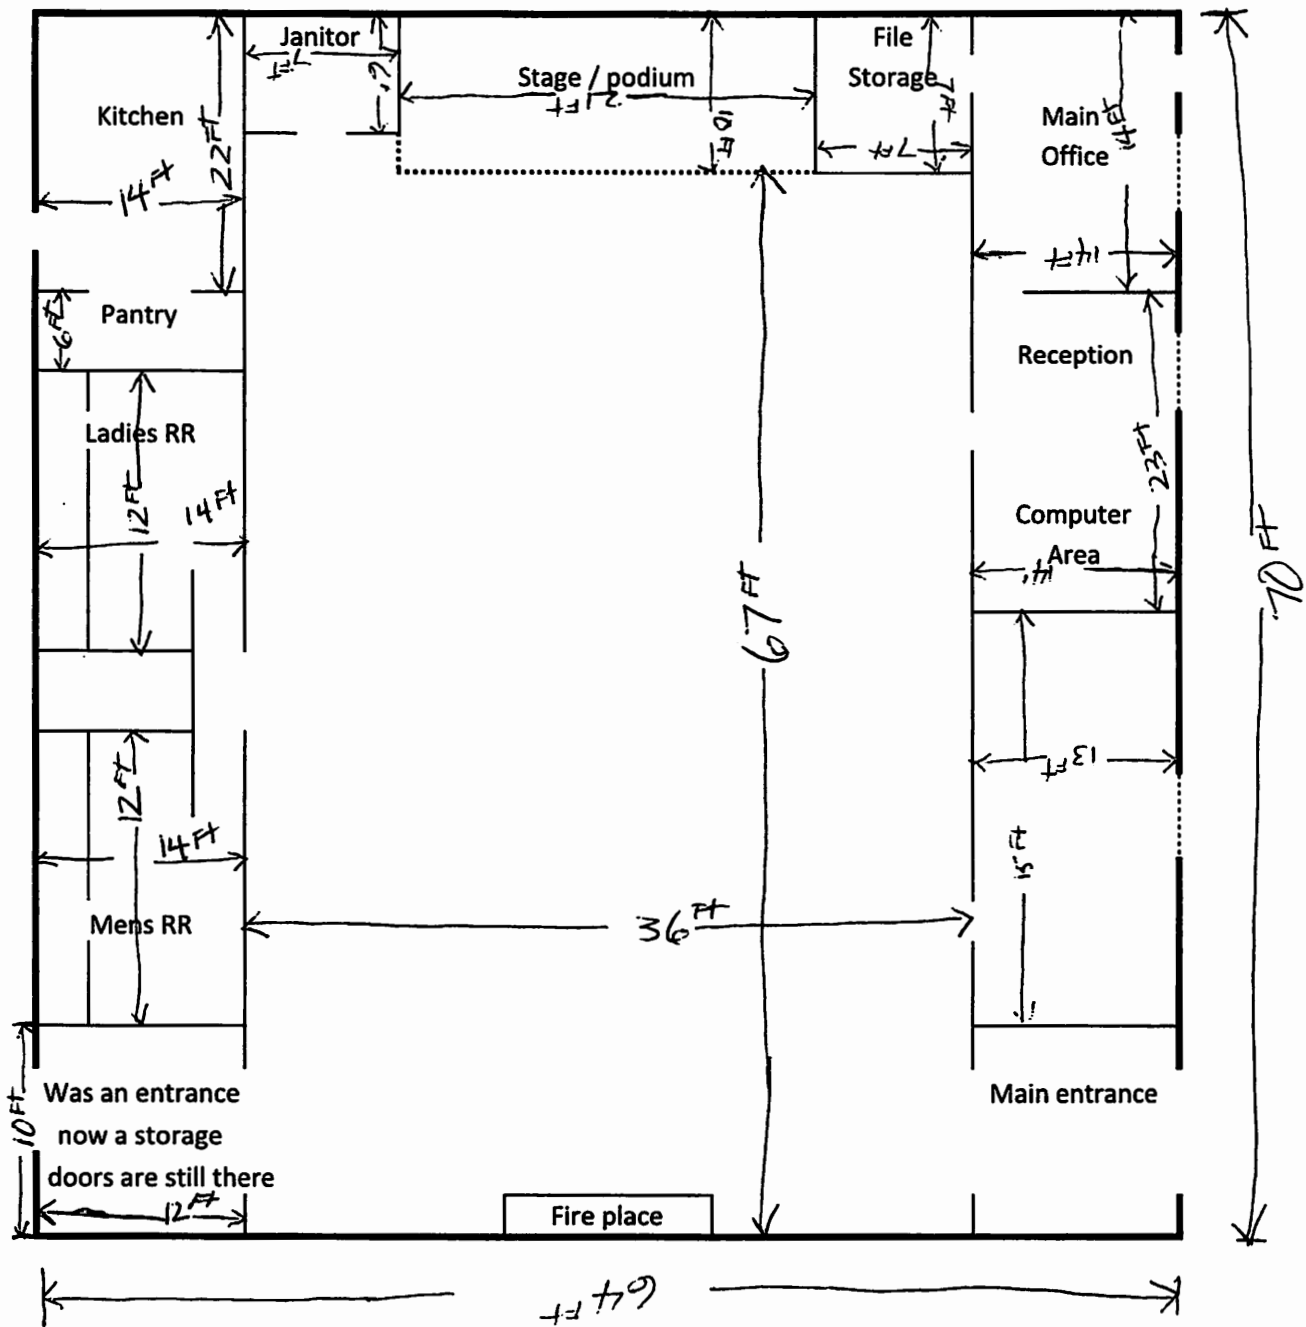 Janitor
7 ft
6'
File
Storage
7 ft
7 ft
Stage / podium
21 FT
10 Ft
Kitchen
22 Ft
14 Ft
Main
Office
14 Ft
14 Ft
Pantry
6 Ft
Reception
Ladies RR
12 Ft
14 Ft
23 Ft
Computer
Area
14'
67 FT
70 FT
12 Ft
14 Ft
Mens RR
13 Ft
15 Ft
36 FT
10 Ft
Was an entrance
now a storage
doors are still there
12 Ft
Main entrance
Fire place
64 FT